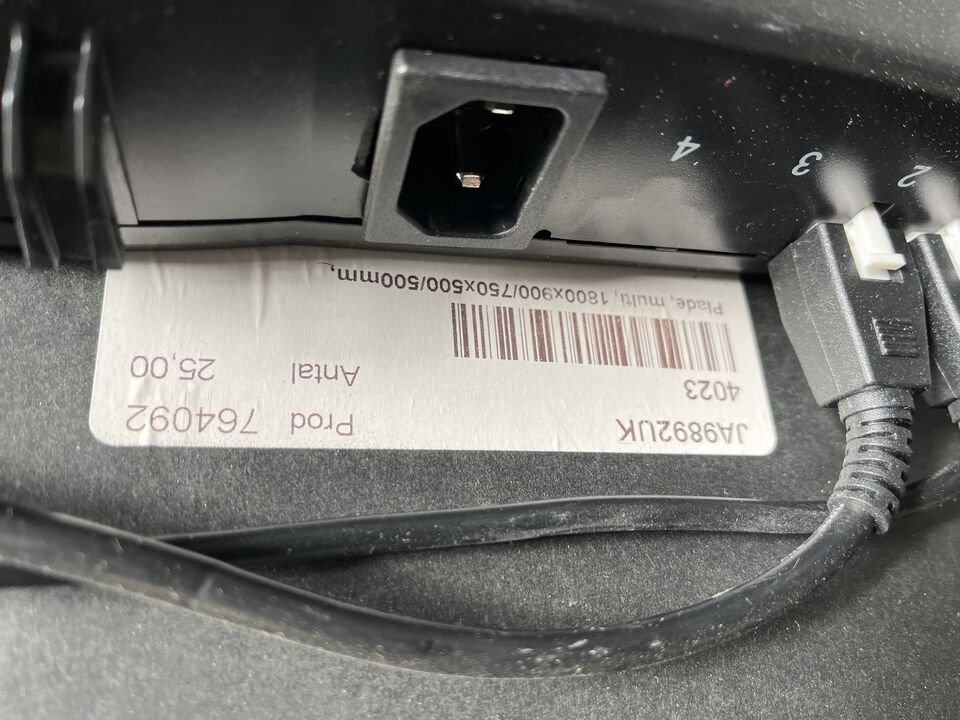 JA9892UK Prod 764092
4023 Antal 25,00
Plade, multi, 1800x900/750x500/500mm,
4 3 2